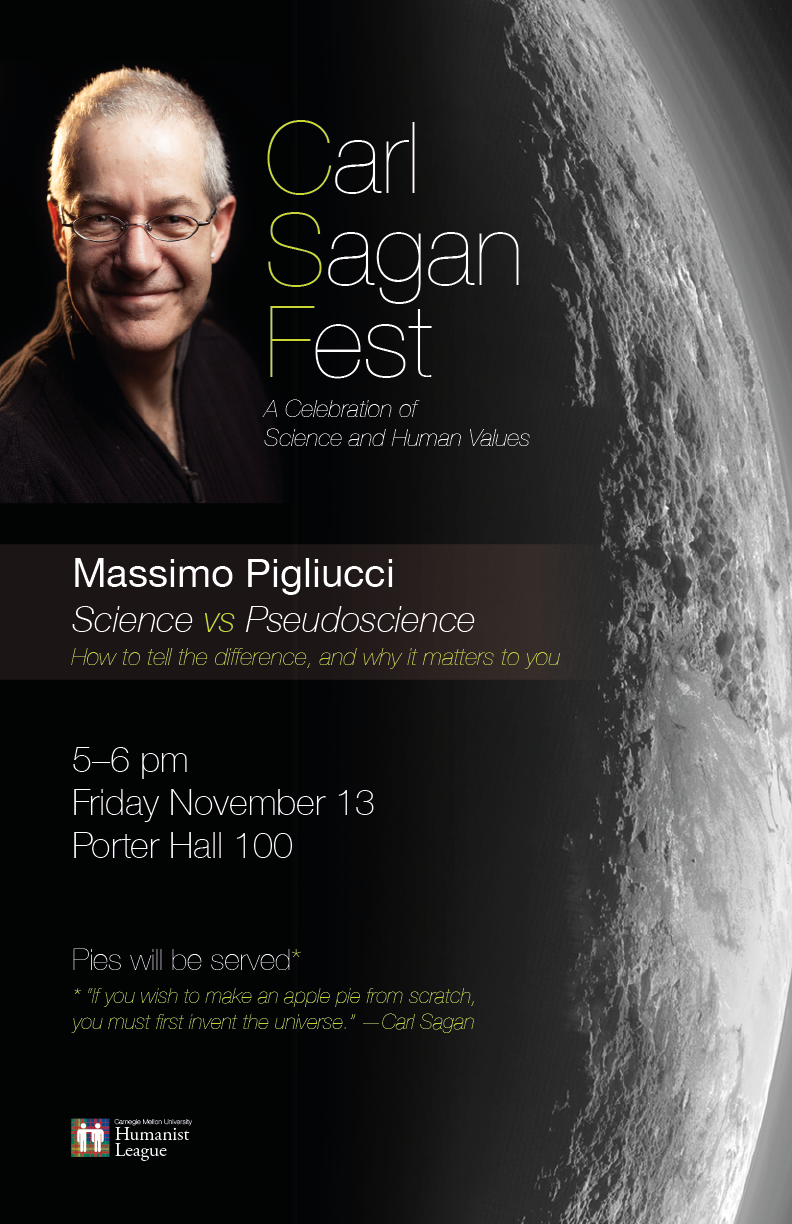 Carl
Sagan
Fest
A Celebration of
Science and Human Values
Massimo Pigliucci
Science vs Pseudoscience
How to tell the difference, and why it matters to you
5–6 pm
Friday November 13
Porter Hall 100
Pies will be served*
* "If you wish to make an apple pie from scratch,
you must first invent the universe." —Carl Sagan
Carnegie Mellon University
Humanist
League